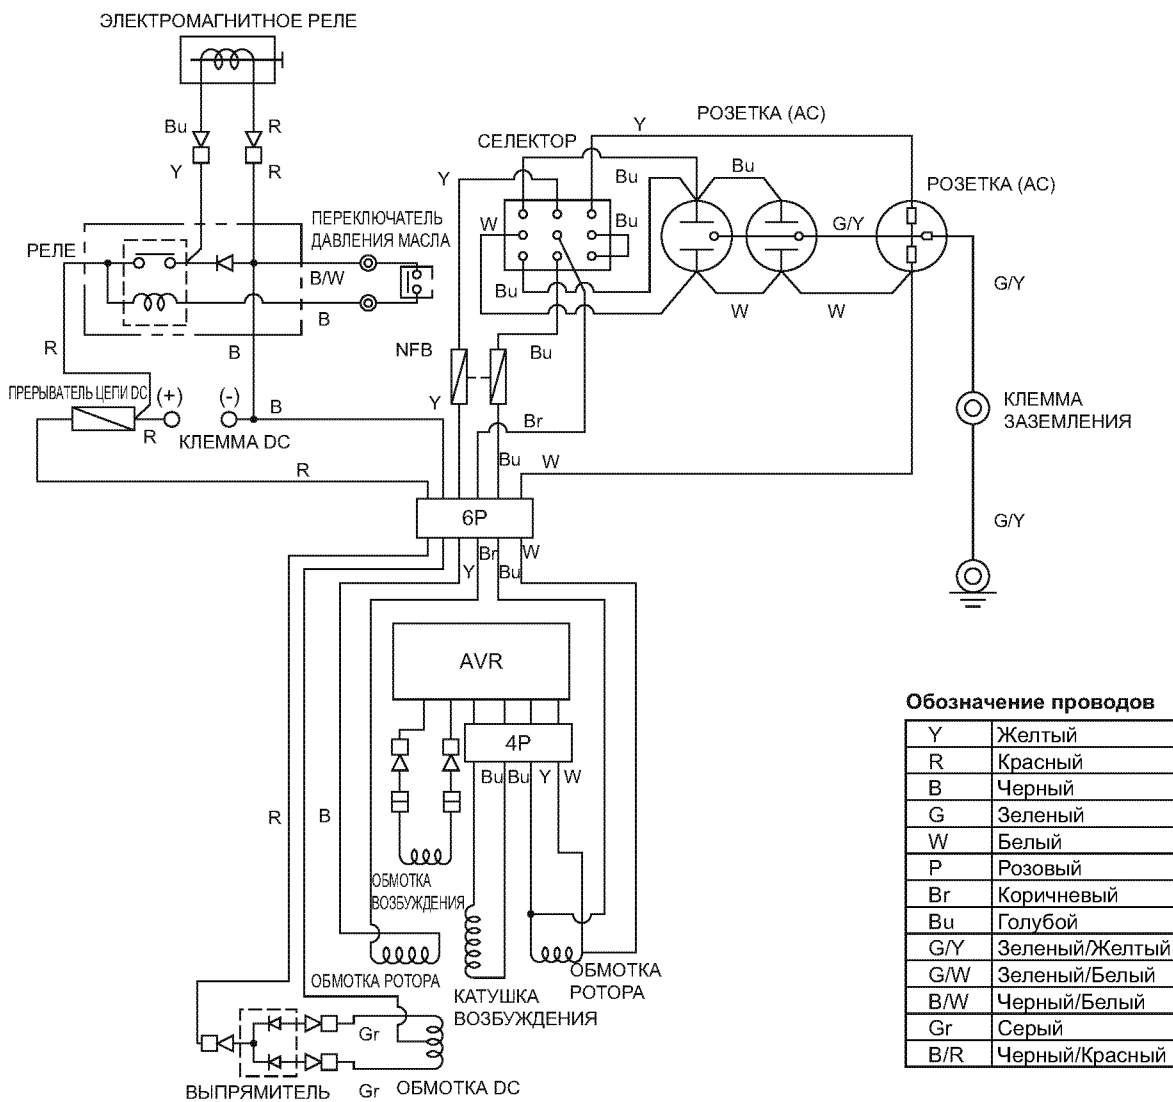 ЭЛЕКТРОМАГНИТНОЕ РЕЛЕ
Bu
R
Y
R
РОЗЕТКА (AC)
Y
СЕЛЕКТОР
Bu
Bu
РОЗЕТКА (AC)
Y
W
Bu
G/Y
ПЕРЕКЛЮЧАТЕЛЬ
ДАВЛЕНИЯ МАСЛА
РЕЛЕ
B/W
B
Bu
W
W
G/Y
R
B
NFB
Bu
ПРЕРЫВАТЕЛЬ ЦЕПИ DC
(+)
(-)
B
Y
КЛЕММА
ЗАЗЕМЛЕНИЯ
R
КЛЕММА DC
Br
Bu
W
R
6P
G/Y
Br
W
Y
Bu
AVR
4P
Bu
Bu
Y
W
R
B
ОБМОТКА
ВОЗБУЖДЕНИЯ
ОБМОТКА РОТОРА
КАТУШКА
ВОЗБУЖДЕНИЯ
ОБМОТКА
РОТОРА
Gr
ВЫПРЯМИТЕЛЬ
Gr
ОБМОТКА DC
Обозначение проводов
Y Желтый
R Красный
B Черный
G Зеленый
W Белый
P Розовый
Br Коричневый
Bu Голубой
G/Y Зеленый/Желтый
G/W Зеленый/Белый
B/W Черный/Белый
Gr Серый
B/R Черный/Красный